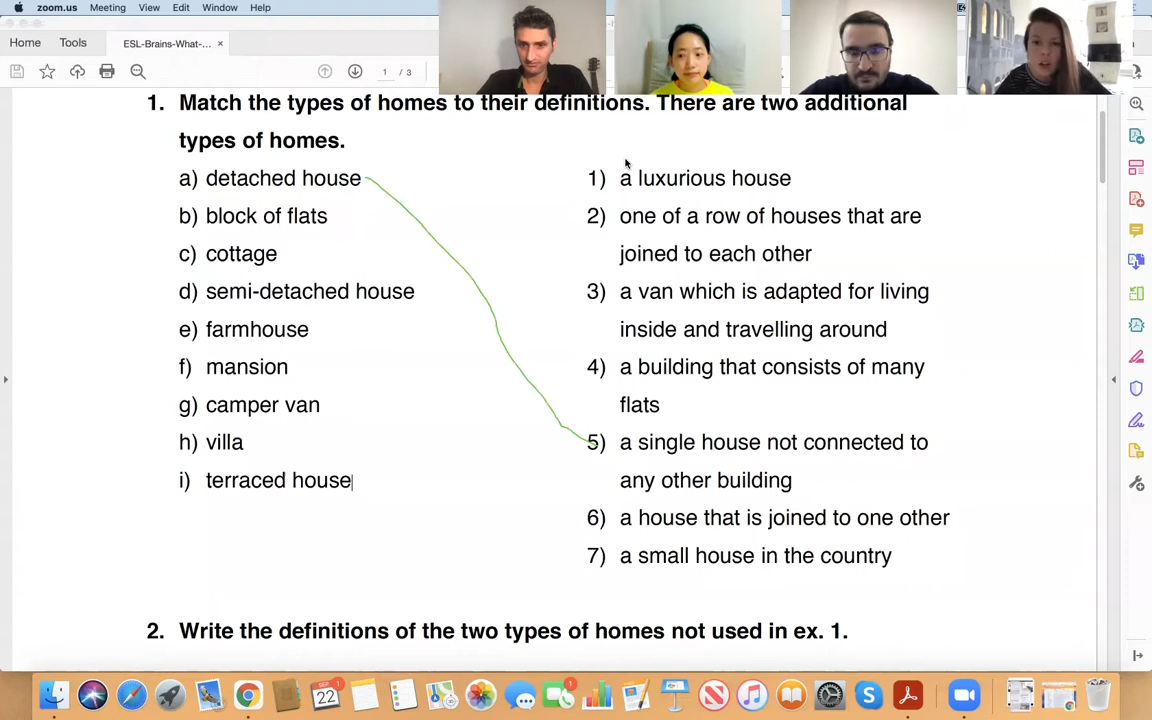 zoom.us Meeting View Edit Window Help
Home Tools ESL-Brains-What-... ×
1 / 3
1. Match the types of homes to their definitions. There are two additional
types of homes.
a) detached house
b) block of flats
c) cottage
d) semi-detached house
e) farmhouse
f) mansion
g) camper van
h) villa
i) terraced house
1) a luxurious house
2) one of a row of houses that are
joined to each other
3) a van which is adapted for living
inside and travelling around
4) a building that consists of many
flats
5) a single house not connected to
any other building
6) a house that is joined to one other
7) a small house in the country
2. Write the definitions of the two types of homes not used in ex. 1.
SEP 1
22
1